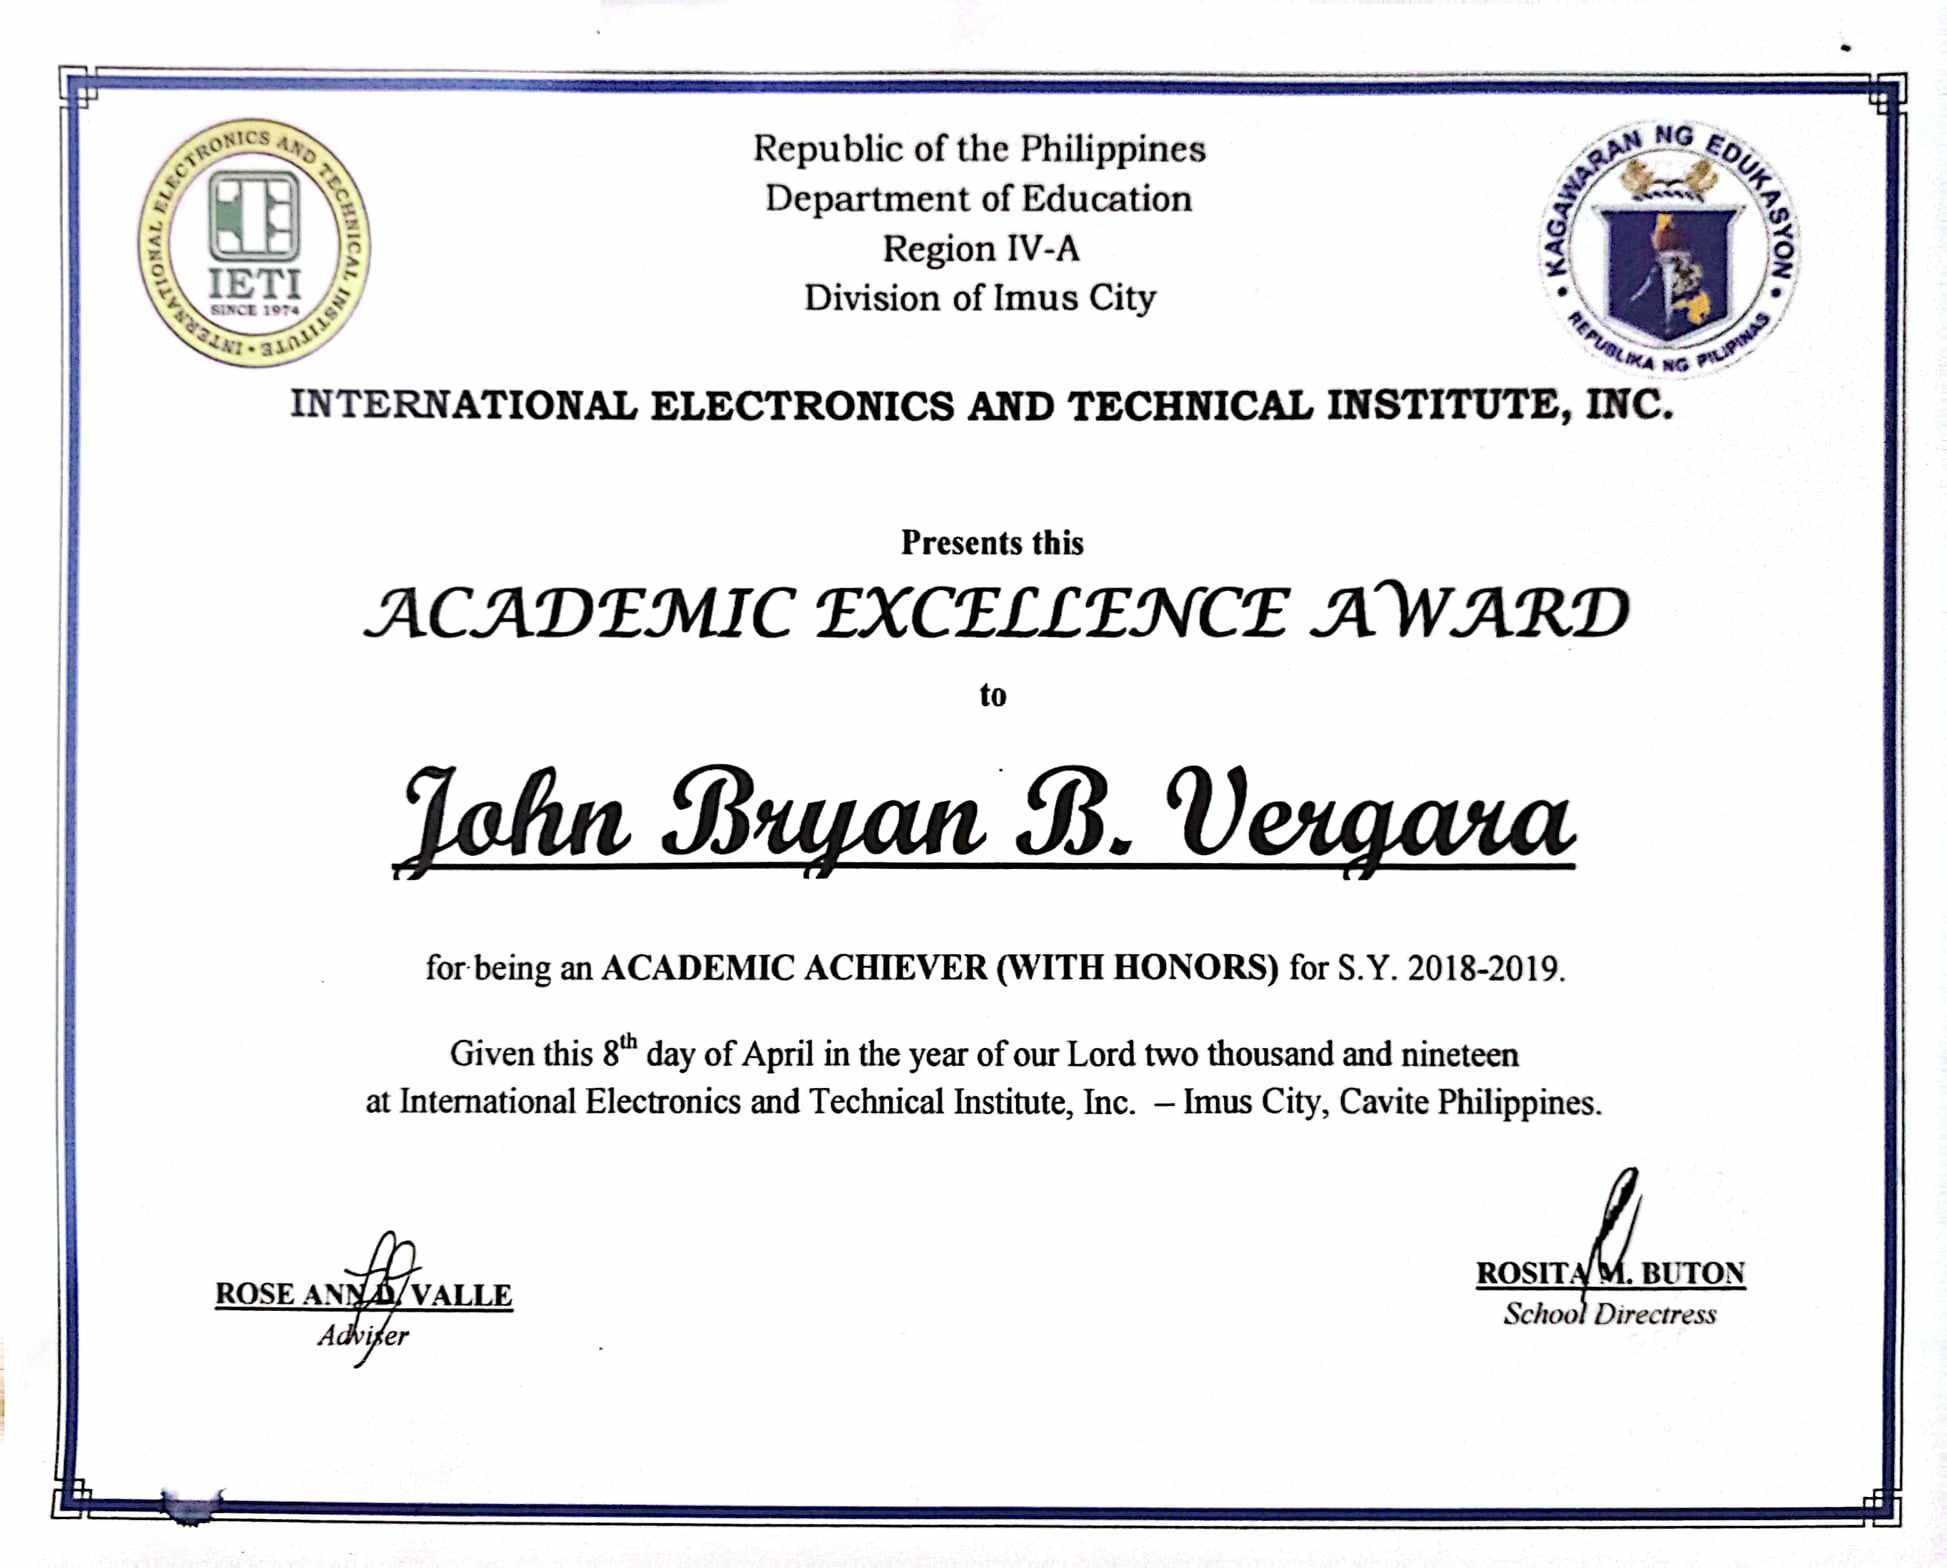 INTERNATIONAL ELECTRONICS AND TECHNICAL INSTITUTE •
IETI
SINCE 1974
Republic of the Philippines
Department of Education
Region IV-A
Division of Imus City
• KAGAWARAN NG EDUKASYON •
REPUBLIKA NG PILIPINAS
INTERNATIONAL ELECTRONICS AND TECHNICAL INSTITUTE, INC.
Presents this
ACADEMIC EXCELLENCE AWARD
to
John Bryan B. Vergara
for being an ACADEMIC ACHIEVER (WITH HONORS) for S.Y. 2018-2019.
Given this 8th day of April in the year of our Lord two thousand and nineteen
at International Electronics and Technical Institute, Inc. – Imus City, Cavite Philippines.
ROSE ANN D. VALLE
Adviser
ROSITA M. BUTON
School Directress